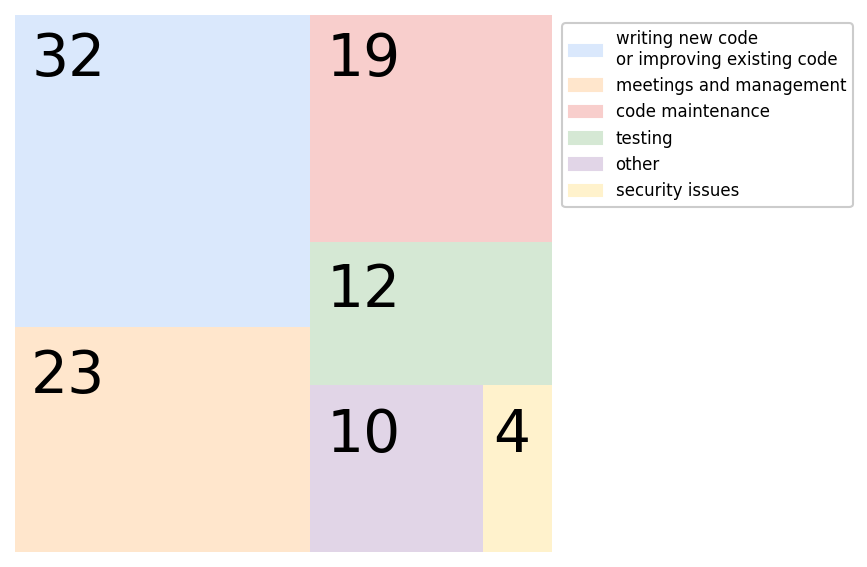 32
19
23
12
10
4
writing new code
or improving existing code
meetings and management
code maintenance
testing
other
security issues